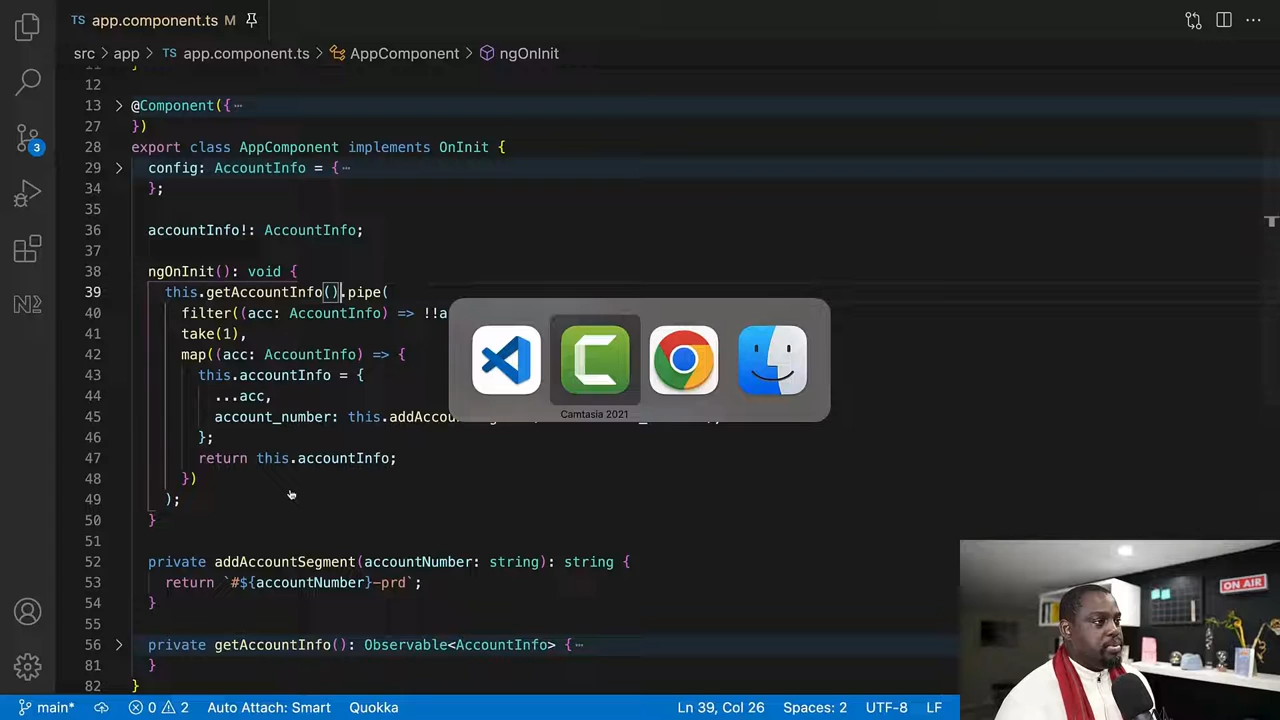 TS app.component.ts M
src > app > TS app.component.ts > AppComponent > ngOnInit
12
13 @Component({
27 })
28 export class AppComponent implements OnInit {
29 config: AccountInfo = {
34 };
35
36 accountInfo!: AccountInfo;
37
38 ngOnInit(): void {
39 this.getAccountInfo().pipe(
40 filter((acc: AccountInfo) => !!a
41 take(1),
42 map((acc: AccountInfo) => {
43 this.accountInfo = {
44 ...acc,
Camtasia 2021
45 account_number: this.addAcc
46 };
47 return this.accountInfo;
48 })
49 );
50 }
51
52 private addAccountSegment(accountNumber: string): string {
53 return `#${accountNumber}-prd`;
54 }
55
56 private getAccountInfo(): Observable<AccountInfo> {
81 }
82 }
ON AIR
3
main* 0 2 Auto Attach: Smart Quokka Ln 39, Col 26 Spaces: 2 UTF-8 LF